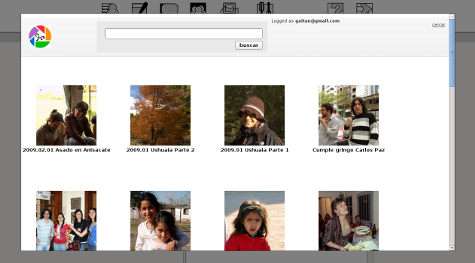 Logged as gaitan@gmail.com
cerrar
buscar
2009.02 Asado en Anisacate
2009.01 Ushuaia Parte 2
2009.01 Ushuaia Parte 1
Cumple gringo Carlos Paz